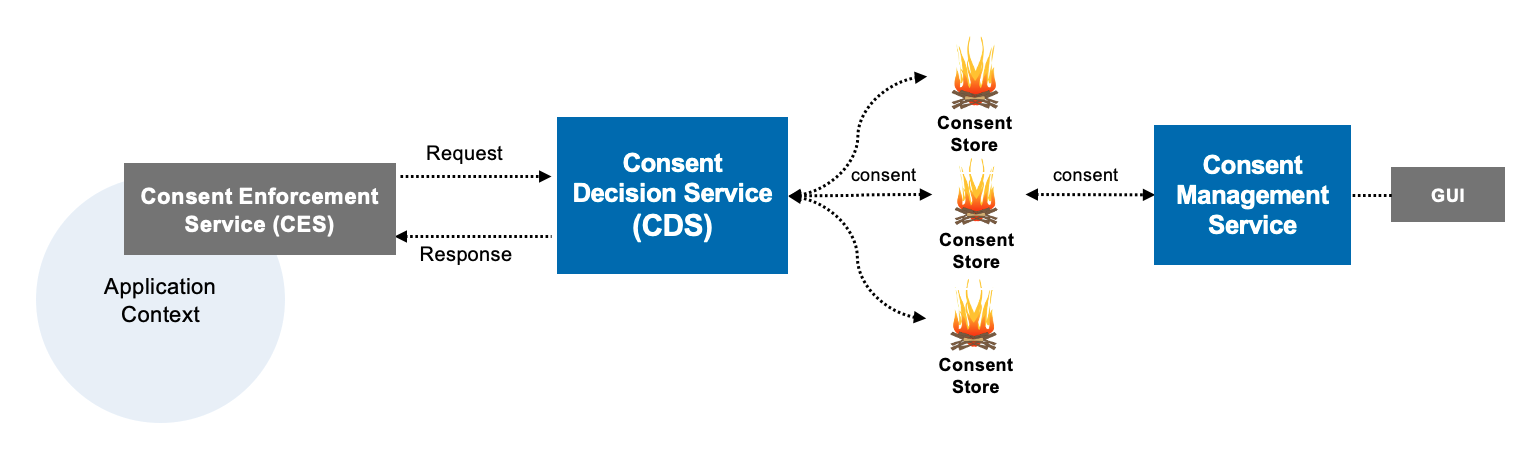 Consent Enforcement
Service (CES)
Application
Context
Request
Response
Consent
Decision Service
(CDS)
consent
Consent
Store
Consent
Store
Consent
Store
consent
Consent
Management
Service
GUI